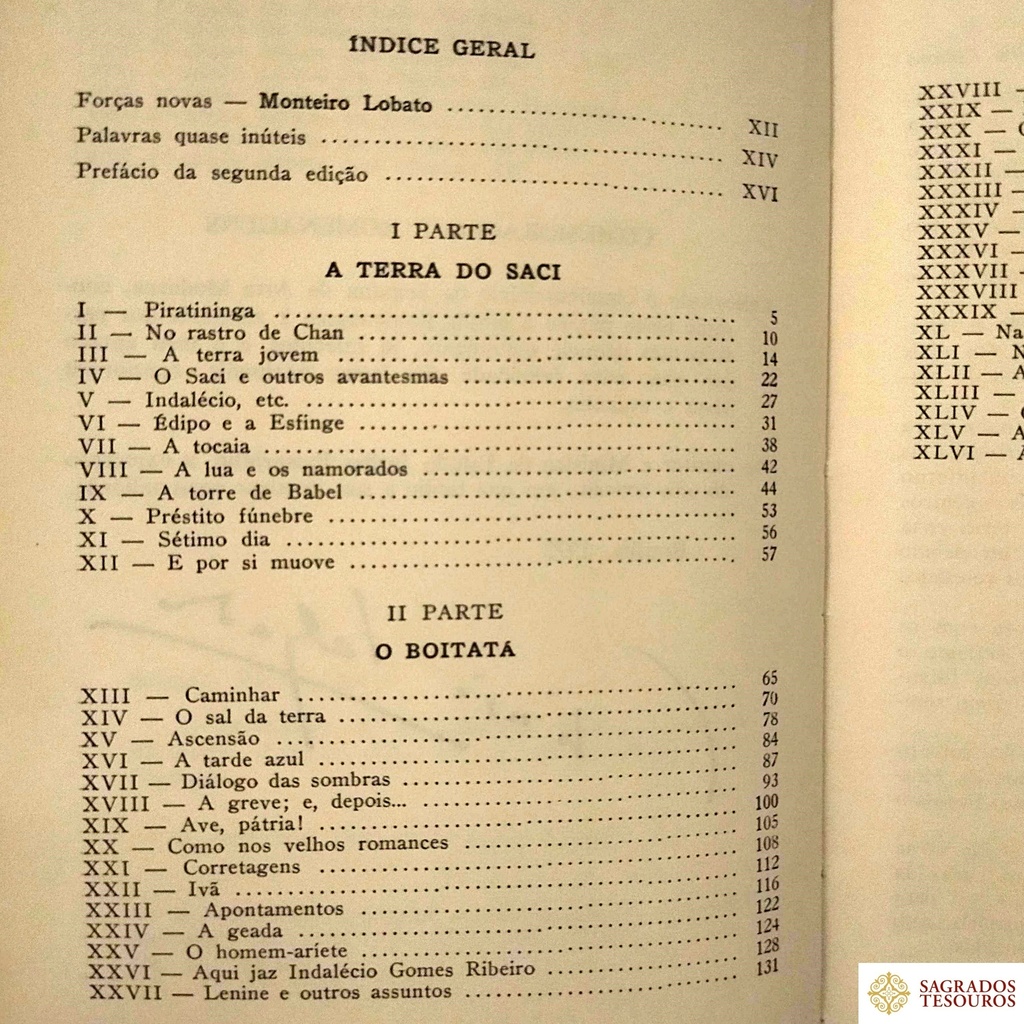 ÍNDICE GERAL
Forças novas — Monteiro Lobato .......... XII
Palavras quase inúteis .......... XIV
Prefácio da segunda edição .......... XVI
I PARTE
A TERRA DO SACI
I — Piratininga .......... 5
II — No rastro de Chan .......... 10
III — A terra jovem .......... 14
IV — O Saci e outros avantesmas .......... 22
V — Indalécio, etc. .......... 27
VI — Édipo e a Esfinge .......... 31
VII — A tocaia .......... 38
VIII — A lua e os namorados .......... 42
IX — A torre de Babel .......... 44
X — Préstito fúnebre .......... 53
XI — Sétimo dia .......... 56
XII — E por si muove .......... 57
II PARTE
O BOITATÁ
XIII — Caminhar .......... 65
XIV — O sal da terra .......... 70
XV — Ascensão .......... 78
XVI — A tarde azul .......... 84
XVII — Diálogo das sombras .......... 87
XVIII — A greve; e, depois... .......... 93
XIX — Ave, pátria! .......... 100
XX — Como nos velhos romances .......... 105
XXI — Corretagens .......... 108
XXII — Ivã .......... 112
XXIII — Apontamentos .......... 116
XXIV — A geada .......... 122
XXV — O homem-aríete .......... 124
XXVI — Aqui jaz Indalécio Gomes Ribeiro .......... 128
XXVII — Lenine e outros assuntos .......... 131
XXVIII —
XXIX —
XXX —
XXXI —
XXXII —
XXXIII —
XXXIV —
XXXV —
XXXVI —
XXXVII —
XXXVIII
XXXIX —
XL — Na
XLI — N
XLII — A
XLIII —
XLIV —
XLV — A
XLVI —
SAGRADOS
TESOUROS